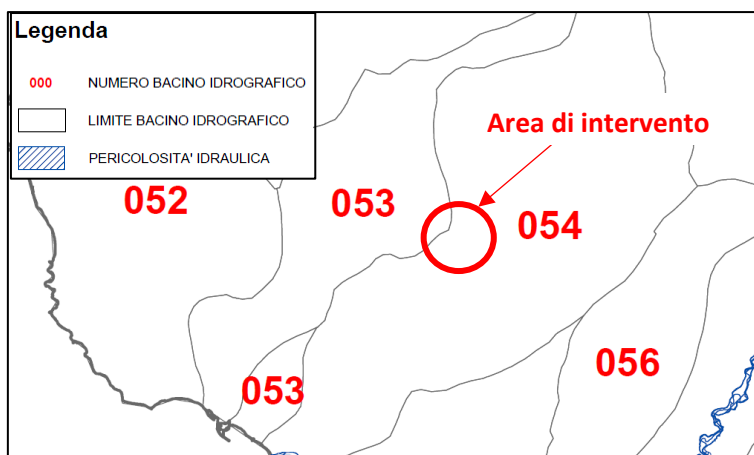 Legenda
000 NUMERO BACINO IDROGRAFICO
LIMITE BACINO IDROGRAFICO
PERICOLOSITA' IDRAULICA
Area di intervento
052
053
054
056
053